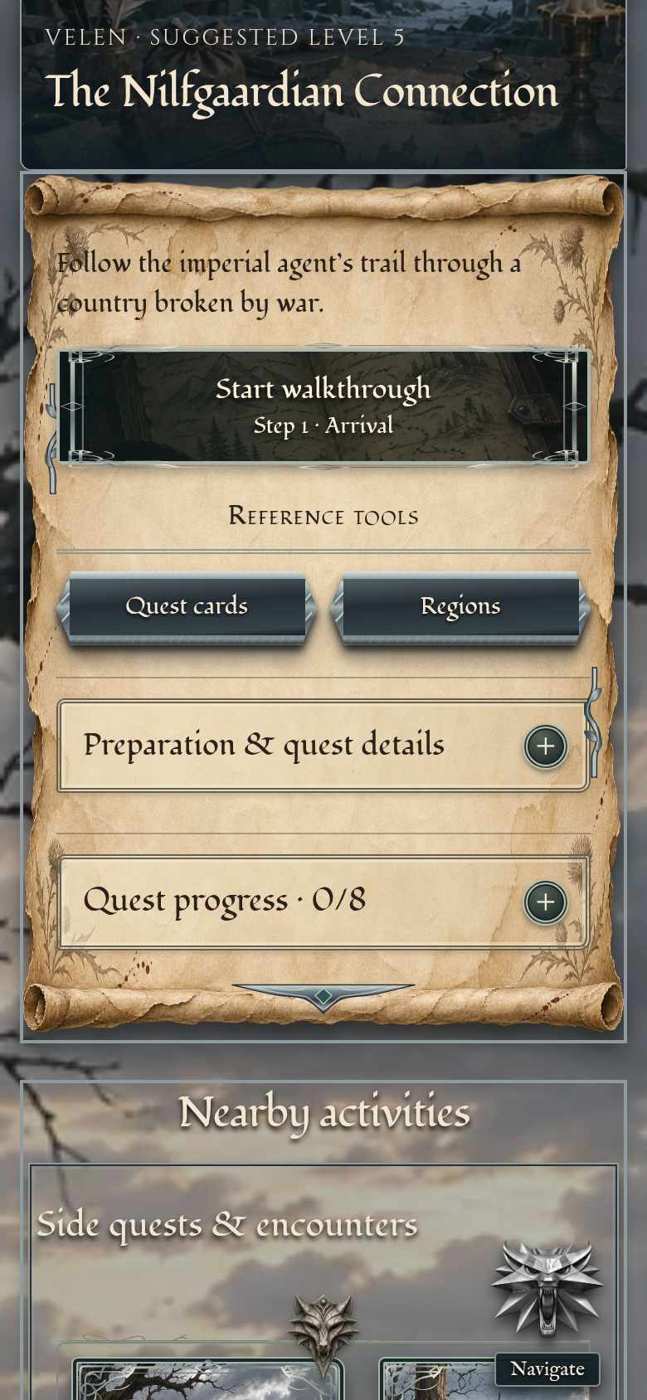 VELEN · SUGGESTED LEVEL 5
The Nilfgaardian Connection
Follow the imperial agent's trail through a
country broken by war.
Start walkthrough
Step 1 · Arrival
Reference tools
Quest cards
Regions
Preparation & quest details
Quest progress · 0/8
Nearby activities
Side quests & encounters
Navigate